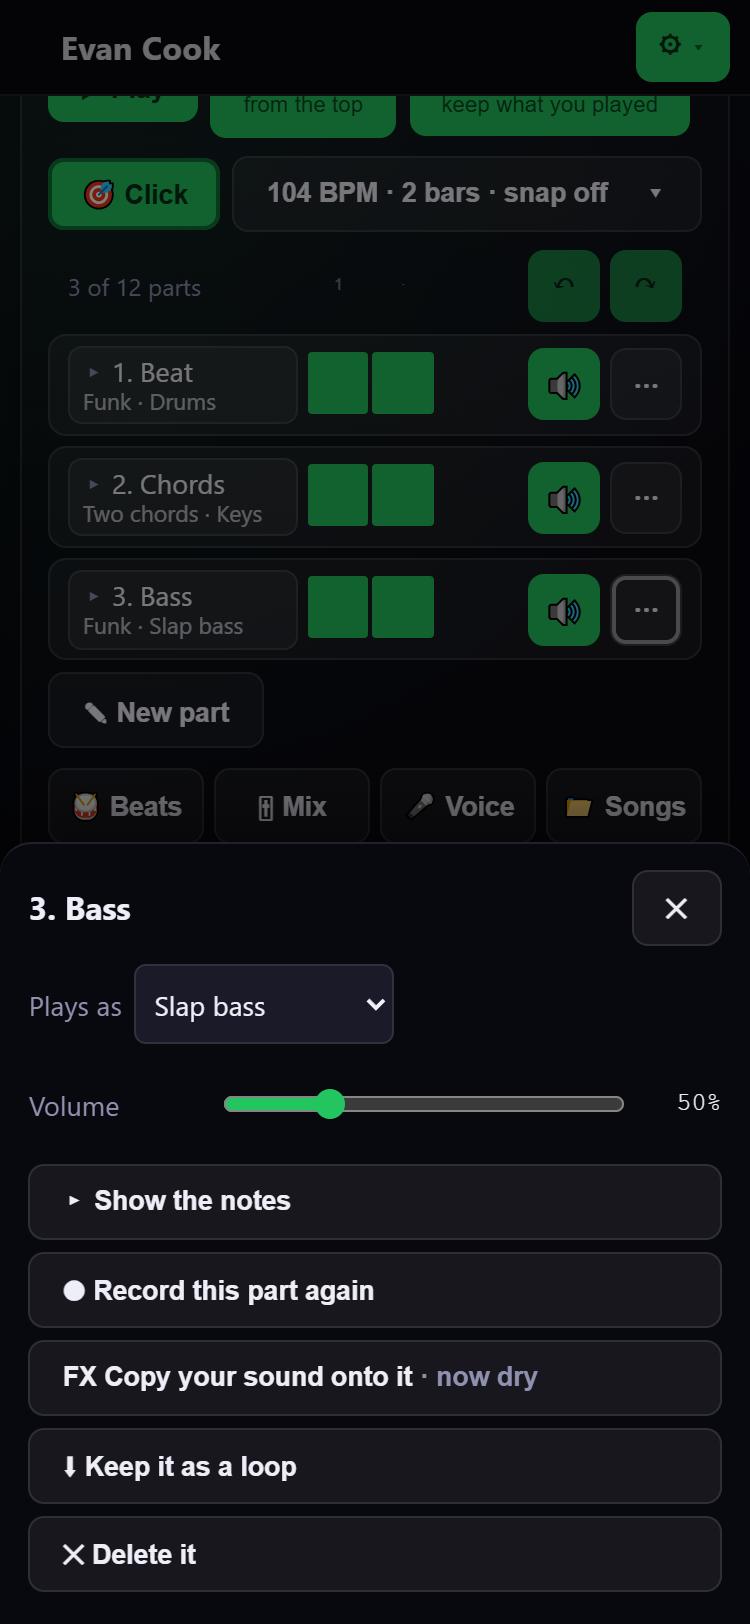 Evan Cook
Play
from the top
keep what you played
Click
104 BPM · 2 bars · snap off
3 of 12 parts
1
1. Beat
Funk · Drums
2. Chords
Two chords · Keys
3. Bass
Funk · Slap bass
New part
Beats
Mix
Voice
Songs
3. Bass
Plays as
Slap bass
Volume
50%
Show the notes
Record this part again
FX Copy your sound onto it · now dry
Keep it as a loop
Delete it